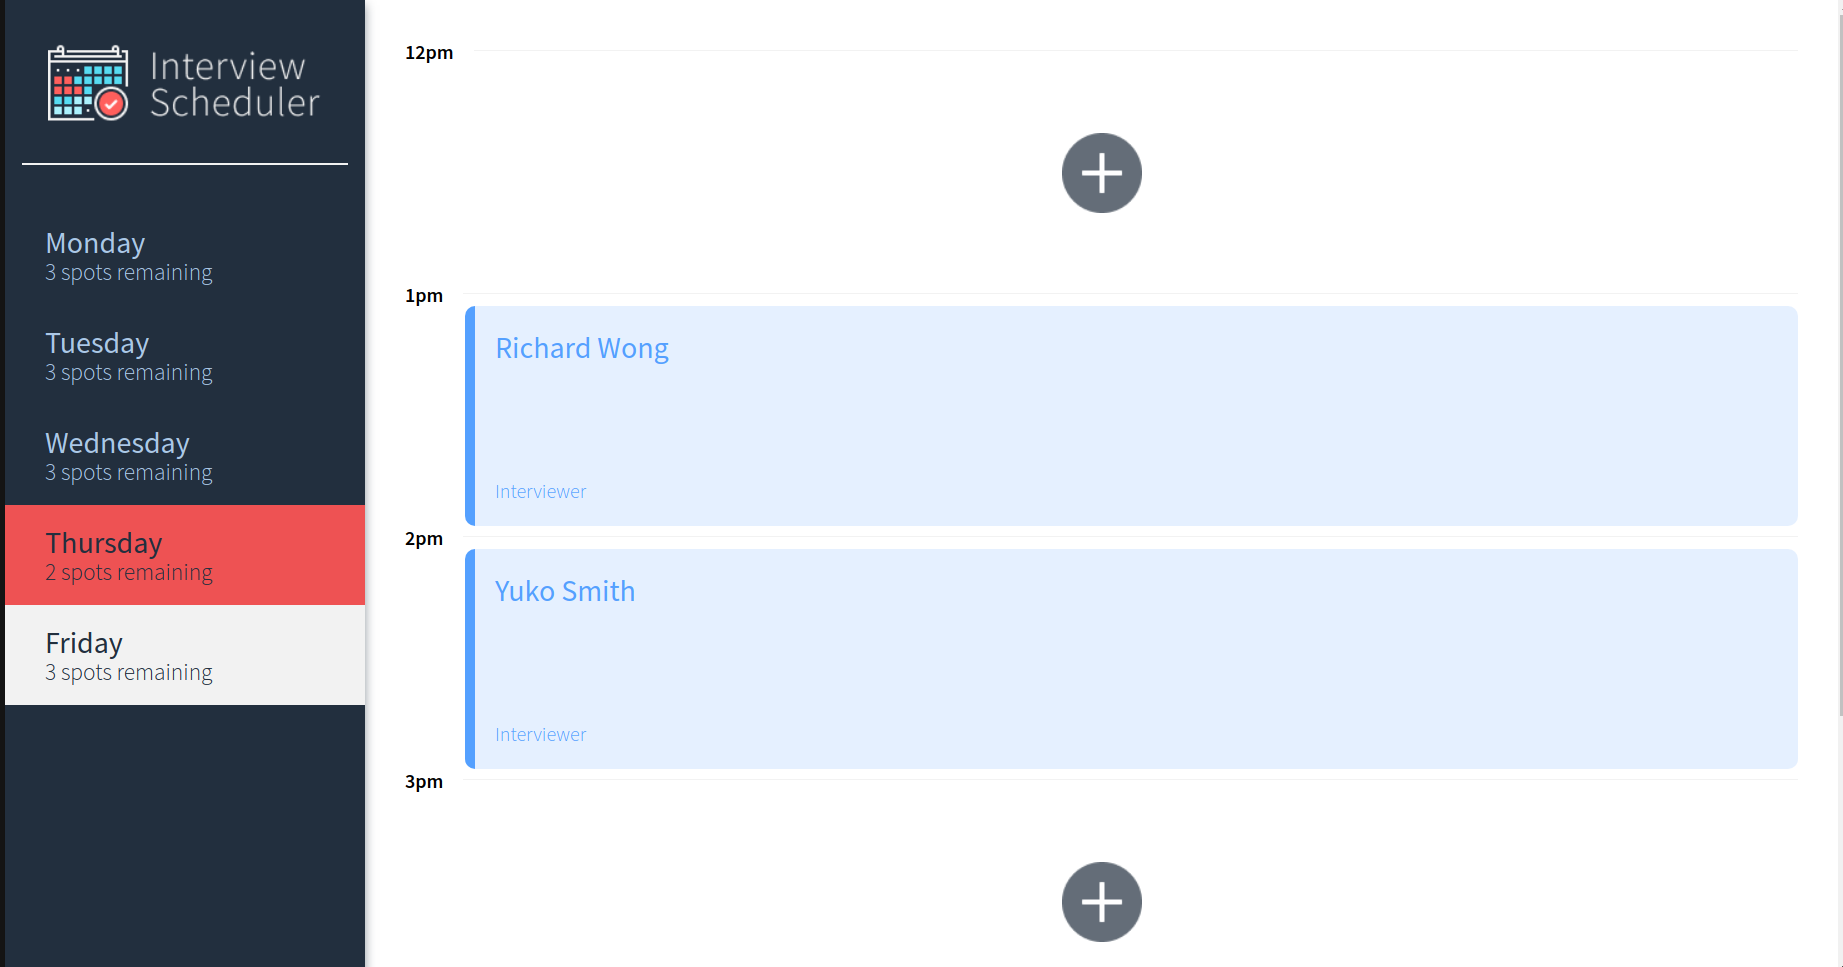 Interview
Scheduler
Monday
3 spots remaining
Tuesday
3 spots remaining
Wednesday
3 spots remaining
Thursday
2 spots remaining
Friday
3 spots remaining
12pm
1pm
Richard Wong
Interviewer
2pm
Yuko Smith
Interviewer
3pm